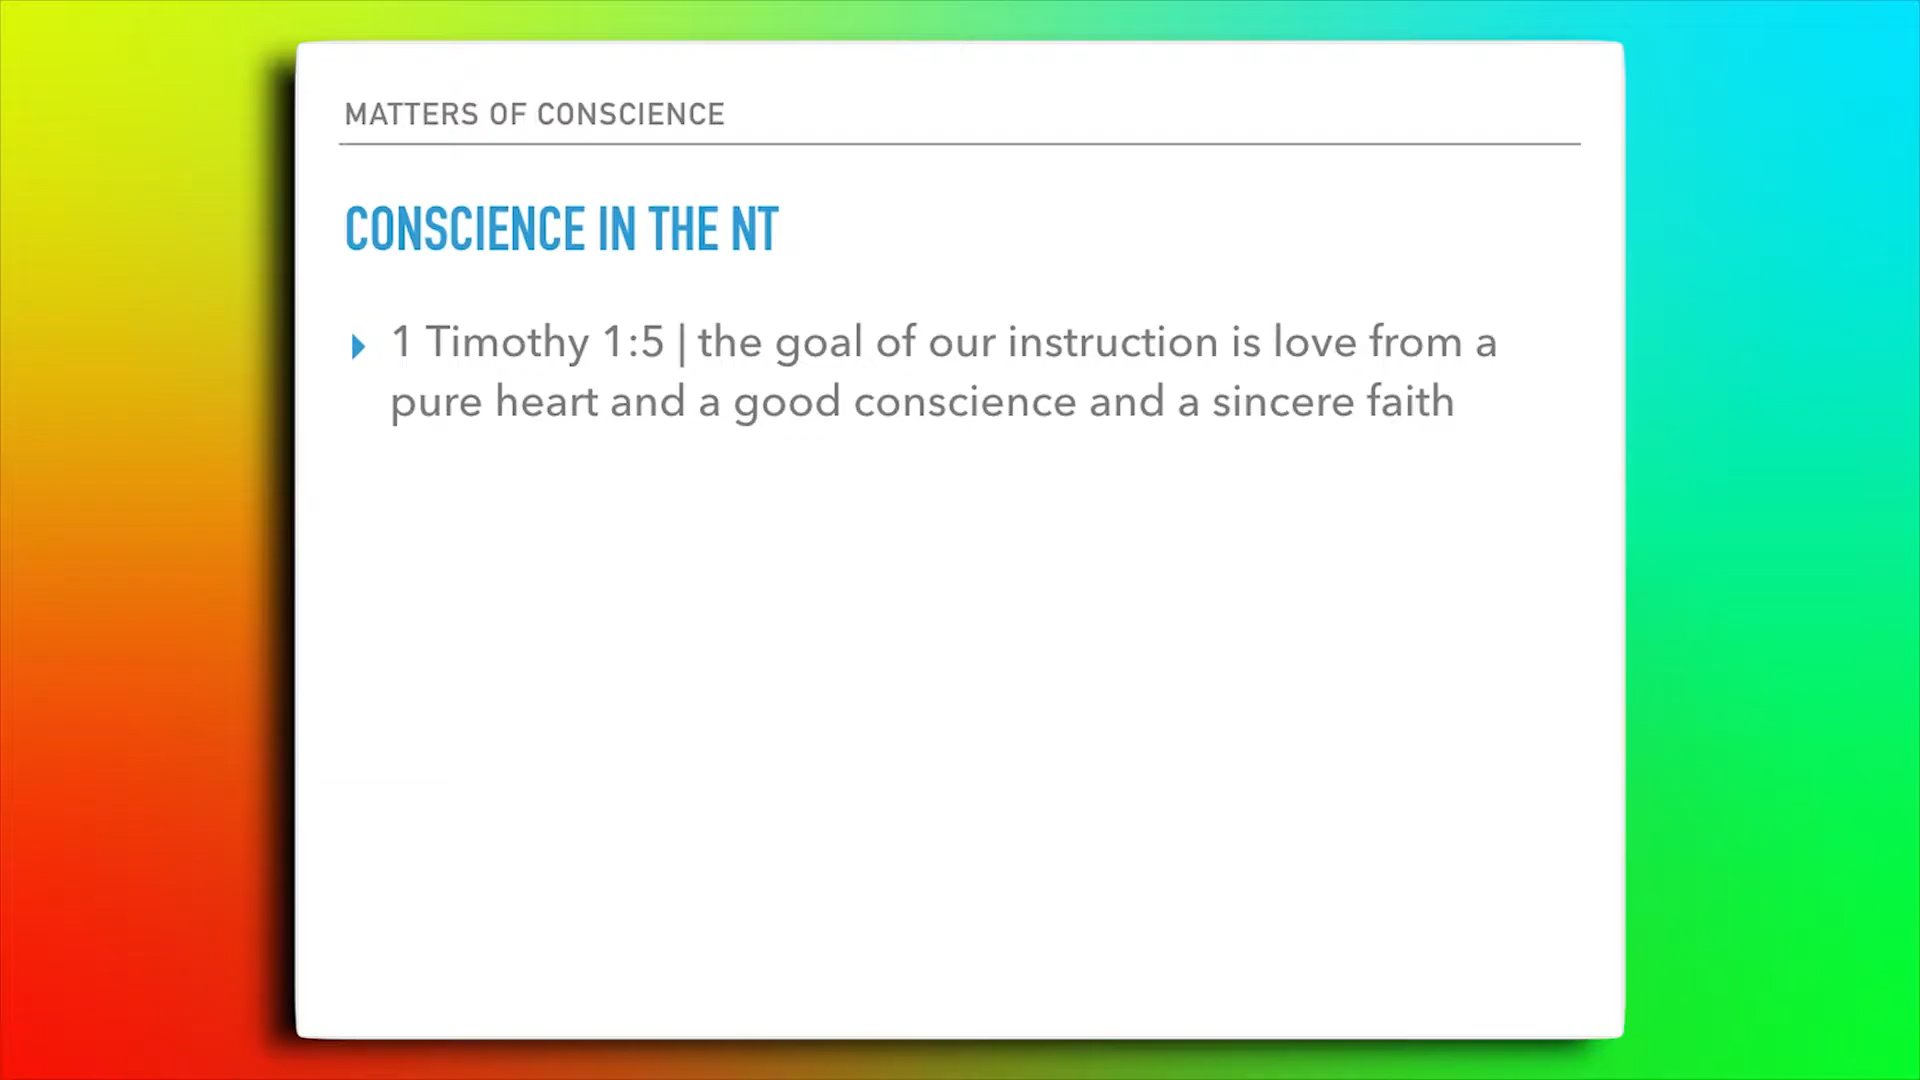 MATTERS OF CONSCIENCE
CONSCIENCE IN THE NT
1 Timothy 1:5 | the goal of our instruction is love from a
pure heart and a good conscience and a sincere faith